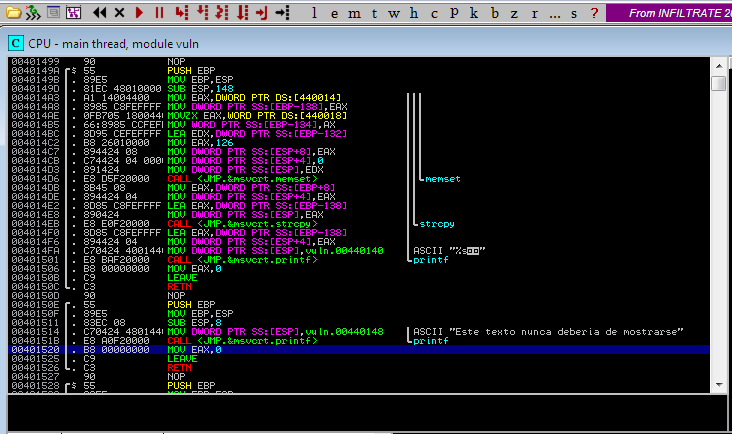 l e m t w h c p k b z r ... s ? From INFILTRATE 20
C CPU - main thread, module vuln
00401499 90 NOP
0040149A $ 55 PUSH EBP
0040149B . 89E5 MOV EBP,ESP
0040149D . 81EC 48010000 SUB ESP,148
004014A3 . A1 14004400 MOV EAX,DWORD PTR DS:[440014]
004014A8 . 8985 C8FEFFFF MOV DWORD PTR SS:[EBP-138],EAX
004014AE . 0FB705 180044 MOVZX EAX,WORD PTR DS:[440018]
004014B5 . 66:8985 CCFEF MOV WORD PTR SS:[EBP-134],AX
004014BC . 8D95 CEFEFFFF LEA EDX,DWORD PTR SS:[EBP-132]
004014C2 . B8 26010000 MOV EAX,126
004014C7 . 894424 08 MOV DWORD PTR SS:[ESP+8],EAX
004014CB . C74424 04 000 MOV DWORD PTR SS:[ESP+4],0
004014D3 . 891424 MOV DWORD PTR SS:[ESP],EDX
004014D6 . E8 D5F20000 CALL <JMP.&msvcrt.memset> memset
004014DB . 8B45 08 MOV EAX,DWORD PTR SS:[EBP+8]
004014DE . 894424 04 MOV DWORD PTR SS:[ESP+4],EAX
004014E2 . 8D85 C8FEFFFF LEA EAX,DWORD PTR SS:[EBP-138]
004014E8 . 890424 MOV DWORD PTR SS:[ESP],EAX
004014EB . E8 E0F20000 CALL <JMP.&msvcrt.strcpy> strcpy
004014F0 . 8D85 C8FEFFFF LEA EAX,DWORD PTR SS:[EBP-138]
004014F6 . 894424 04 MOV DWORD PTR SS:[ESP+4],EAX
004014FA . C70424 400144 MOV DWORD PTR SS:[ESP],vuln.00440140 ASCII "%s"
00401501 . E8 BAF20000 CALL <JMP.&msvcrt.printf> printf
00401506 . B8 00000000 MOV EAX,0
0040150B . C9 LEAVE
0040150C . C3 RETN
0040150D 90 NOP
0040150E $ 55 PUSH EBP
0040150F . 89E5 MOV EBP,ESP
00401511 . 83EC 08 SUB ESP,8
00401514 . C70424 480144 MOV DWORD PTR SS:[ESP],vuln.00440148 ASCII "Este texto nunca deberia de mostrarse"
0040151B . E8 A0F20000 CALL <JMP.&msvcrt.printf> printf
00401520 . B8 00000000 MOV EAX,0
00401525 . C9 LEAVE
00401526 . C3 RETN
00401527 90 NOP
00401528 $ 55 PUSH EBP